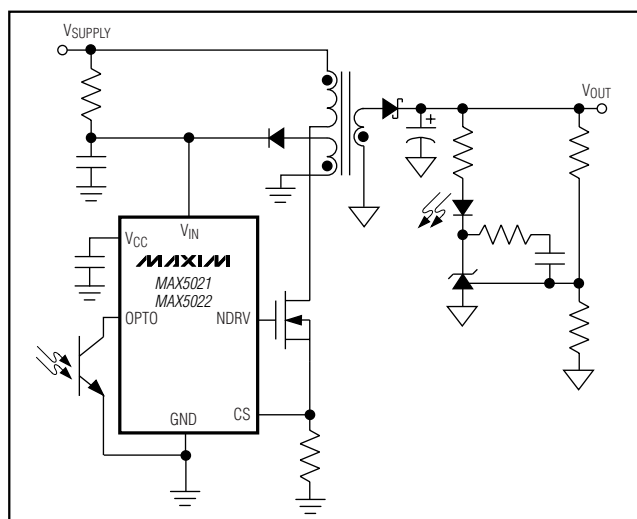 VSUPPLY
VOUT
+
VCC
VIN
MAXIM
MAX5021
MAX5022
OPTO
NDRV
GND
CS